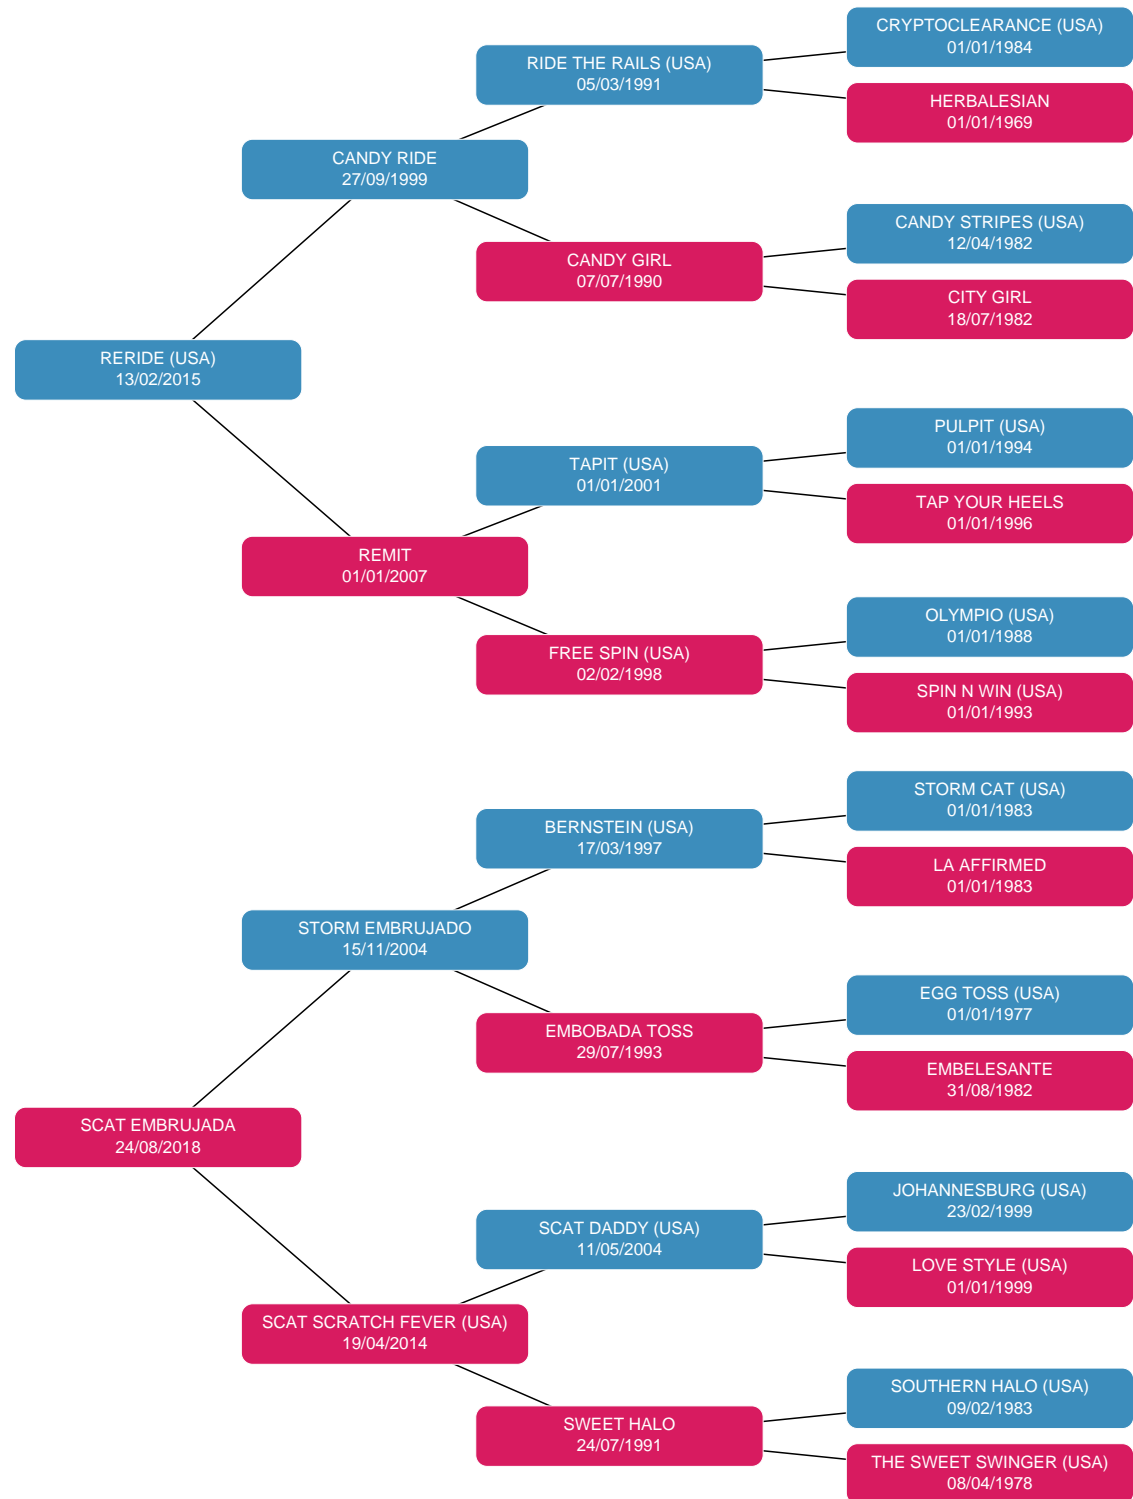 CRYPTOCLEARANCE (USA)
01/01/1984
RIDE THE RAILS (USA)
05/03/1991
HERBALESIAN
01/01/1969
CANDY RIDE
27/09/1999
CANDY STRIPES (USA)
12/04/1982
CANDY GIRL
07/07/1990
CITY GIRL
18/07/1982
RERIDE (USA)
13/02/2015
PULPIT (USA)
01/01/1994
TAPIT (USA)
01/01/2001
TAP YOUR HEELS
01/01/1996
REMIT
01/01/2007
OLYMPIO (USA)
01/01/1988
FREE SPIN (USA)
02/02/1998
SPIN N WIN (USA)
01/01/1993
STORM CAT (USA)
01/01/1983
BERNSTEIN (USA)
17/03/1997
LA AFFIRMED
01/01/1983
STORM EMBRUJADO
15/11/2004
EGG TOSS (USA)
01/01/1977
EMBOBADA TOSS
29/07/1993
EMBELESANTE
31/08/1982
SCAT EMBRUJADA
24/08/2018
JOHANNESBURG (USA)
23/02/1999
SCAT DADDY (USA)
11/05/2004
LOVE STYLE (USA)
01/01/1999
SCAT SCRATCH FEVER (USA)
19/04/2014
SOUTHERN HALO (USA)
09/02/1983
SWEET HALO
24/07/1991
THE SWEET SWINGER (USA)
08/04/1978